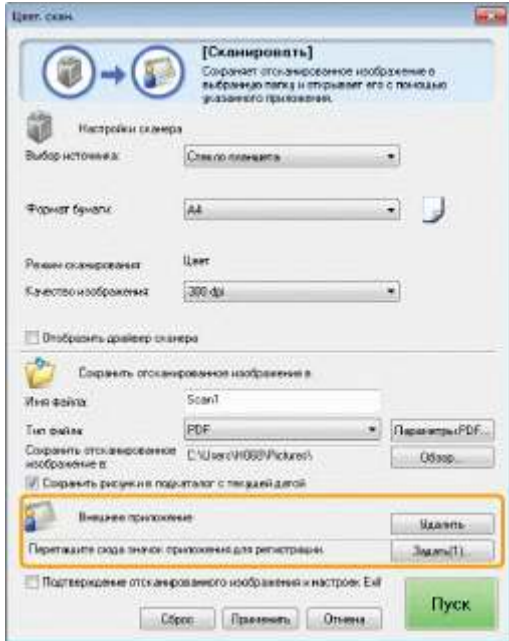 Цвет. скан.
[Сканировать]
Сохраняет отсканированное изображение в
выбранную папку и открывает его с помощью
указанного приложения.
Настройки сканера
Выбор источника: Стекло планшета
Формат бумаги: A4
Режим сканирования: Цвет
Качество изображения: 300 dpi
Отобразить драйвер сканера
Сохранить отсканированное изображение в
Имя файла: Scan1
Тип файла: PDF Параметры PDF...
Сохранить отсканированное
изображение в: C:\Users\HOGB\Pictures\ Обзор...
Сохранить рисунки в подкаталог с текущей датой
Внешнее приложение Удалить
Перетащите сюда значок приложения для регистрации. Задать(1)...
Подтверждение отсканированного изображения и настроек Exif
Сброс Применить Отмена Пуск